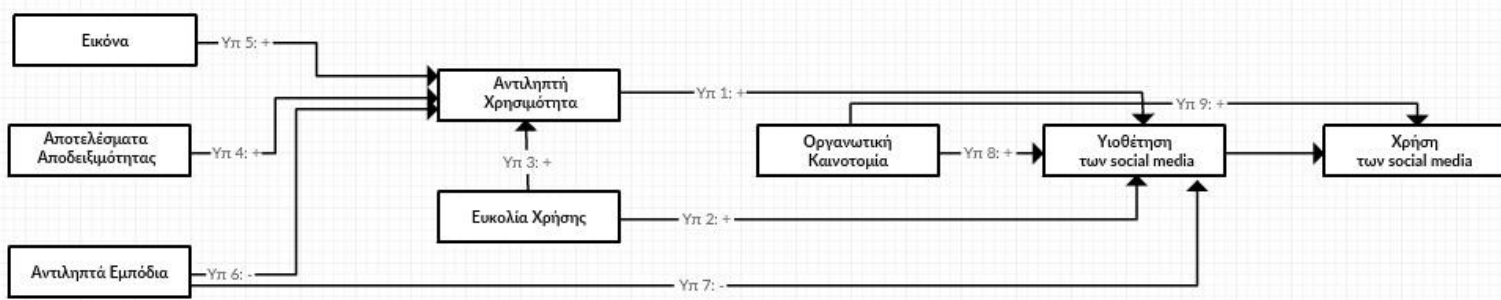 Εικόνα
Υπ 5: +
Αντιληπτή
Χρησιμότητα
Υπ 1: +
Υπ 9: +
Αποτελέσματα
Αποδειξιμότητας
Υπ 4: +
Υπ 3: +
Οργανωτική
Καινοτομία
Υπ 8: +
Υιοθέτηση
των social media
Χρήση
των social media
Ευκολία Χρήσης
Υπ 2: +
Αντιληπτά Εμπόδια
Υπ 6: -
Υπ 7: -